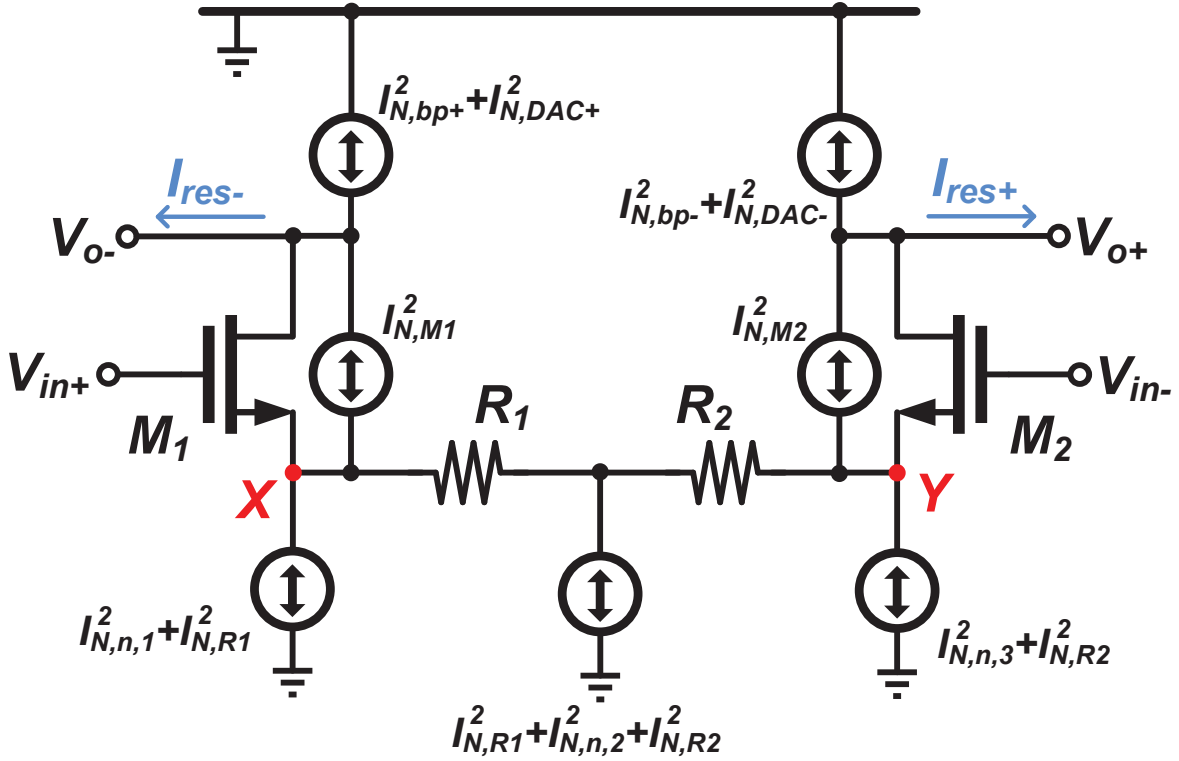 I²N,bp+ + I²N,DAC+
Ires-
Vo-
I²N,bp- + I²N,DAC-
Ires+
Vo+
I²N,M1
I²N,M2
Vin+
M1
R1
R2
Vin-
M2
X
Y
I²N,n,1 + I²N,R1
I²N,n,3 + I²N,R2
I²N,R1 + I²N,n,2 + I²N,R2